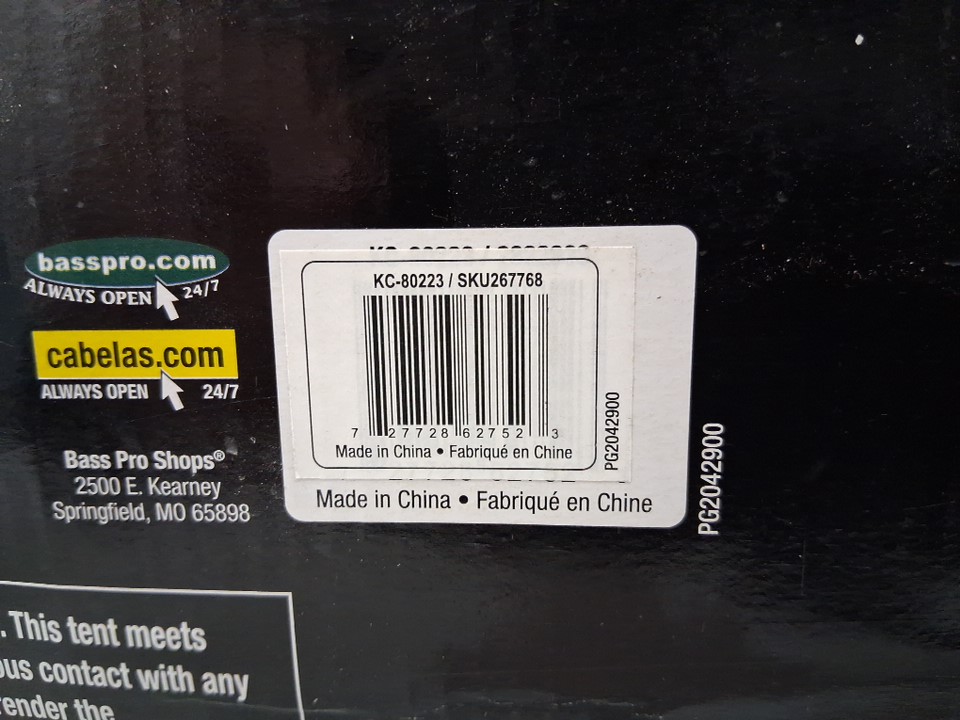 basspro.com
ALWAYS OPEN 24/7
cabelas.com
ALWAYS OPEN 24/7
Bass Pro Shops®
2500 E. Kearney
Springfield, MO 65898
KC-80223 / SKU267768
7 27728 62752 3
Made in China • Fabriqué en Chine
PG2042900
Made in China • Fabriqué en Chine
PG2042900
. This tent meets
contact with any
the